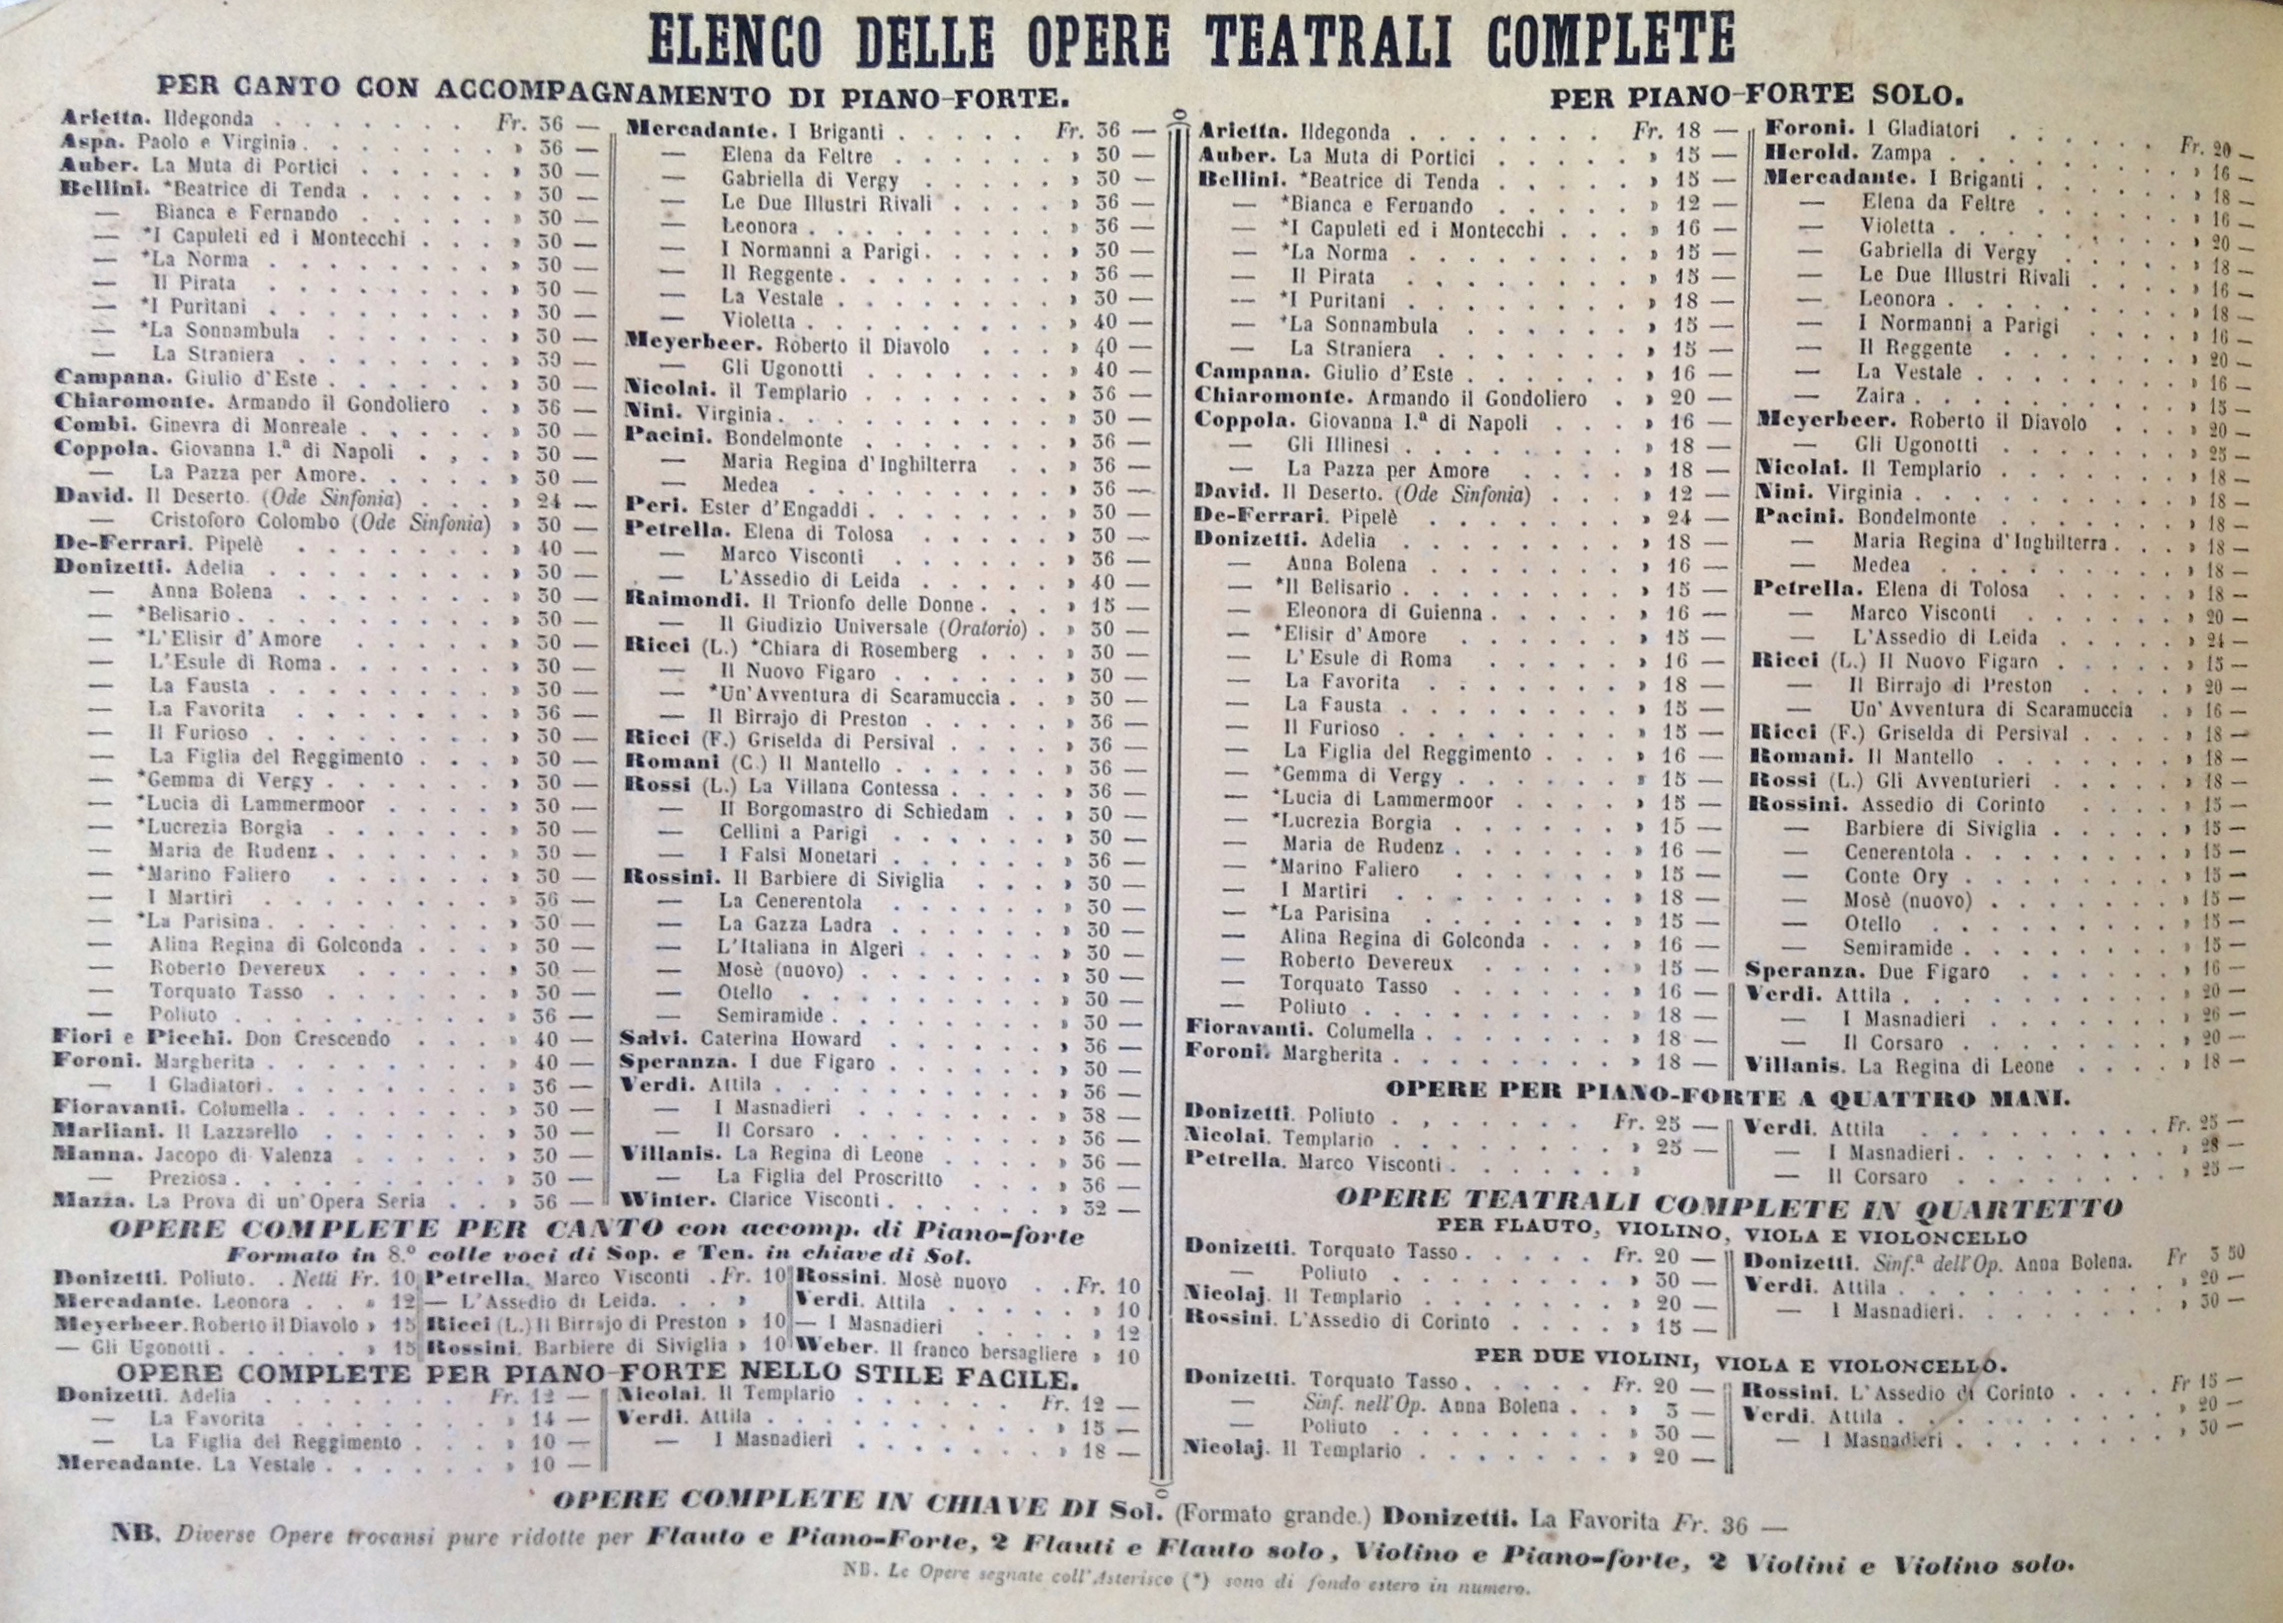 ELENCO DELLE OPERE TEATRALI COMPLETE
PER CANTO CON ACCOMPAGNAMENTO DI PIANO-FORTE.
Arietta. Ildegonda . . . . . . . Fr. 36 —
Aspa. Paolo e Virginia . . . . . . . » 36 —
Auber. La Muta di Portici . . . . . . » 30 —
Bellini. *Beatrice di Tenda . . . . . . » 30 —
— Bianca e Fernando . . . . . . » 30 —
— *I Capuleti ed i Montecchi . . . . » 30 —
— *La Norma . . . . . . . . » 30 —
— Il Pirata . . . . . . . . » 30 —
— *I Puritani . . . . . . . . » 30 —
— *La Sonnambula . . . . . . » 30 —
— La Straniera . . . . . . . » 30 —
Campana. Giulio d'Este . . . . . . . » 30 —
Chiaromonte. Armando il Gondoliero . » 36 —
Combi. Ginevra di Monreale . . . . . » 30 —
Coppola. Giovanna I.ª di Napoli . . . . » 30 —
— La Pazza per Amore. . . . . » 30 —
David. Il Deserto. (Ode Sinfonia) . . . » 24 —
— Cristoforo Colombo (Ode Sinfonia) » 30 —
De-Ferrari. Pipelè . . . . . . . » 40 —
Donizetti. Adelia . . . . . . . . » 30 —
— Anna Bolena . . . . . . . » 30 —
— *Belisario . . . . . . . . » 30 —
— *L'Elisir d'Amore . . . . . . » 30 —
— L'Esule di Roma . . . . . . » 30 —
— La Fausta . . . . . . . . » 30 —
— La Favorita . . . . . . . » 36 —
— Il Furioso . . . . . . . . » 30 —
— La Figlia del Reggimento . . . » 30 —
— *Gemma di Vergy . . . . . . » 30 —
— *Lucia di Lammermoor . . . . » 30 —
— *Lucrezia Borgia . . . . . . » 30 —
— Maria de Rudenz . . . . . . » 30 —
— *Marino Faliero . . . . . . » 30 —
— I Martiri . . . . . . . . » 36 —
— *La Parisina . . . . . . . . » 30 —
— Alina Regina di Golconda . . . » 30 —
— Roberto Devereux . . . . . » 30 —
— Torquato Tasso . . . . . . » 30 —
— Poliuto . . . . . . . . . » 36 —
Fiori e Picchi. Don Crescendo . . . » 40 —
Foroni. Margherita . . . . . . . . » 40 —
— I Gladiatori . . . . . . . . » 36 —
Fioravanti. Columella . . . . . . . » 30 —
Marliani. Il Lazzarello . . . . . . » 30 —
Manna. Jacopo di Valenza . . . . . » 30 —
— Preziosa . . . . . . . . . » 30 —
Mazza. La Prova di un'Opera Seria . . » 36 —
Mercadante. I Briganti . . . . . Fr. 36 —
— Elena da Feltre . . . . . » 30 —
— Gabriella di Vergy . . . . » 30 —
— Le Due Illustri Rivali . . . . » 36 —
— Leonora . . . . . . . . » 36 —
— I Normanni a Parigi . . . . . » 30 —
— Il Reggente . . . . . . . » 36 —
— La Vestale . . . . . . . » 30 —
— Violetta . . . . . . . . » 40 —
Meyerbeer. Roberto il Diavolo . . . » 40 —
— Gli Ugonotti . . . . . . » 40 —
Nicolai. il Templario . . . . . . » 36 —
Nini. Virginia . . . . . . . . » 30 —
Pacini. Bondelmonte . . . . . . » 36 —
— Maria Regina d'Inghilterra . . » 36 —
— Medea . . . . . . . . » 36 —
Peri. Ester d'Engaddi . . . . . . » 30 —
Petrella. Elena di Tolosa . . . . . » 30 —
— Marco Visconti . . . . . » 36 —
— L'Assedio di Leida . . . . » 40 —
Raimondi. Il Trionfo delle Donne . . . » 15 —
— Il Giudizio Universale (Oratorio) . » 30 —
Ricci (L.) *Chiara di Rosemberg . . . » 30 —
— Il Nuovo Figaro . . . . . » 30 —
— *Un'Avventura di Scaramuccia . . » 30 —
— Il Birrajo di Preston . . . . . » 36 —
Ricci (F.) Griselda di Persival . . . . » 36 —
Romani (C.) Il Mantello . . . . . . » 36 —
Rossi (L.) La Villana Contessa . . . . » 36 —
— Il Borgomastro di Schiedam . . » 30 —
— Cellini a Parigi . . . . . . » 30 —
— I Falsi Monetari . . . . . . » 36 —
Rossini. Il Barbiere di Siviglia . . . » 30 —
— La Cenerentola . . . . . . » 30 —
— La Gazza Ladra . . . . . . » 30 —
— L'Italiana in Algeri . . . . . » 30 —
— Mosè (nuovo) . . . . . . . » 30 —
— Otello . . . . . . . . . » 30 —
— Semiramide . . . . . . . . » 30 —
Salvi. Caterina Howard . . . . . . » 36 —
Speranza. I due Figaro . . . . . . » 30 —
Verdi. Attila . . . . . . . . . » 36 —
— I Masnadieri . . . . . . . » 38 —
— Il Corsaro . . . . . . . . » 36 —
Villanis. La Regina di Leone . . . . » 36 —
— La Figlia del Proscritto . . . . » 36 —
Winter. Clarice Visconti . . . . . . » 32 —
OPERE COMPLETE PER CANTO con accomp. di Piano-forte
Formato in 8.º colle voci di Sop. e Ten. in chiave di Sol.
Donizetti. Poliuto. . Netti Fr. 10
Mercadante. Leonora . . » 12
Meyerbeer. Roberto il Diavolo » 15
— Gli Ugonotti . . . . » 15
Petrella. Marco Visconti . Fr. 10
— L'Assedio di Leida. . . »
Ricci (L.) Il Birrajo di Preston » 10
Rossini. Barbiere di Siviglia » 10
Rossini. Mosè nuovo . . Fr. 10
Verdi. Attila . . . . . » 10
— I Masnadieri . . . . » 12
Weber. Il franco bersagliere » 10
OPERE COMPLETE PER PIANO-FORTE NELLO STILE FACILE.
Donizetti. Adelia . . . . . . . Fr. 12 —
— La Favorita . . . . . . . » 14 —
— La Figlia del Reggimento . . . » 10 —
Mercadante. La Vestale . . . . . . » 10 —
Nicolai. Il Templario . . . . . Fr. 12 —
Verdi. Attila . . . . . . . . » 15 —
— I Masnadieri . . . . . . » 18 —
PER PIANO-FORTE SOLO.
Arietta. Ildegonda . . . . . . . Fr. 18 —
Auber. La Muta di Portici . . . . . » 15 —
Bellini. *Beatrice di Tenda . . . . . » 15 —
— *Bianca e Fernando . . . . . » 12 —
— *I Capuleti ed i Montecchi . . . » 16 —
— *La Norma . . . . . . . » 15 —
— Il Pirata . . . . . . . » 15 —
— *I Puritani . . . . . . . » 18 —
— *La Sonnambula . . . . . . » 15 —
— La Straniera . . . . . . » 15 —
Campana. Giulio d'Este . . . . . . » 16 —
Chiaromonte. Armando il Gondoliero . » 20 —
Coppola. Giovanna I.ª di Napoli . . . » 16 —
— Gli Illinesi . . . . . . . » 18 —
— La Pazza per Amore . . . . » 18 —
David. Il Deserto. (Ode Sinfonia) . . . » 12 —
De-Ferrari. Pipelè . . . . . . . » 24 —
Donizetti. Adelia . . . . . . . . » 18 —
— Anna Bolena . . . . . . » 16 —
— *Il Belisario . . . . . . . » 15 —
— Eleonora di Guienna . . . . . » 16 —
— *Elisir d'Amore . . . . . . » 15 —
— L'Esule di Roma . . . . . » 16 —
— La Favorita . . . . . . . » 18 —
— La Fausta . . . . . . . . » 15 —
— Il Furioso . . . . . . . . » 15 —
— La Figlia del Reggimento . . . » 16 —
— *Gemma di Vergy . . . . . . » 15 —
— *Lucia di Lammermoor . . . . » 15 —
— *Lucrezia Borgia . . . . . . » 15 —
— Maria de Rudenz . . . . . . » 16 —
— *Marino Faliero . . . . . . » 15 —
— I Martiri . . . . . . . . » 18 —
— *La Parisina . . . . . . . » 15 —
— Alina Regina di Golconda . . . » 16 —
— Roberto Devereux . . . . . » 15 —
— Torquato Tasso . . . . . . » 16 —
— Poliuto . . . . . . . . . » 18 —
Fioravanti. Columella . . . . . . . » 18 —
Foroni. Margherita . . . . . . . . » 18 —
Foroni. I Gladiatori . . . . . Fr. 20 —
Herold. Zampa . . . . . . . . » 16 —
Mercadante. I Briganti . . . . . . » 18 —
— Elena da Feltre . . . . . » 16 —
— Violetta . . . . . . . . » 20 —
— Gabriella di Vergy . . . . . » 18 —
— Le Due Illustri Rivali . . . . » 16 —
— Leonora . . . . . . . . » 18 —
— I Normanni a Parigi . . . . » 16 —
— Il Reggente . . . . . . . » 20 —
— La Vestale . . . . . . . » 16 —
— Zaira . . . . . . . . . » 15 —
Meyerbeer. Roberto il Diavolo . . . » 20 —
— Gli Ugonotti . . . . . . » 25 —
Nicolai. Il Templario . . . . . . » 18 —
Nini. Virginia . . . . . . . . . » 18 —
Pacini. Bondelmonte . . . . . . . » 18 —
— Maria Regina d'Inghilterra . . . » 18 —
— Medea . . . . . . . . » 18 —
Petrella. Elena di Tolosa . . . . . » 18 —
— Marco Visconti . . . . . » 20 —
— L'Assedio di Leida . . . . . » 24 —
Ricci (L.) Il Nuovo Figaro . . . . . » 15 —
— Il Birrajo di Preston . . . . » 20 —
— Un' Avventura di Scaramuccia . » 16 —
Ricci (F.) Griselda di Persival . . . . » 18 —
Romani. Il Mantello . . . . . . » 18 —
Rossi (L.) Gli Avventurieri . . . . . » 18 —
Rossini. Assedio di Corinto . . . . » 15 —
— Barbiere di Siviglia . . . . . » 15 —
— Cenerentola . . . . . . . . » 15 —
— Conte Ory . . . . . . . . » 15 —
— Mosè (nuovo) . . . . . . . » 15 —
— Otello . . . . . . . . . » 15 —
— Semiramide . . . . . . . . » 15 —
Speranza. Due Figaro . . . . . . » 16 —
Verdi. Attila . . . . . . . . . » 20 —
— I Masnadieri . . . . . . . » 26 —
— Il Corsaro . . . . . . . . » 20 —
Villanis. La Regina di Leone . . . . » 18 —
OPERE PER PIANO-FORTE A QUATTRO MANI.
Donizetti. Poliuto . . . . . . . Fr. 25 —
Nicolai. Templario . . . . . . . . » 25 —
Petrella. Marco Visconti . . . . . . »
Verdi. Attila . . . . . . . . . Fr. 25 —
— I Masnadieri . . . . . . . . » 28 —
— Il Corsaro . . . . . . . . » 25 —
OPERE TEATRALI COMPLETE IN QUARTETTO
PER FLAUTO, VIOLINO, VIOLA E VIOLONCELLO
Donizetti. Torquato Tasso . . . . . Fr. 20 —
— Poliuto . . . . . . . . » 30 —
Nicolaj. Il Templario . . . . . . . » 20 —
Rossini. L'Assedio di Corinto . . . . » 15 —
Donizetti. Sinf.ª dell'Op. Anna Bolena. Fr 3 50
Verdi. Attila . . . . . . . . . » 20 —
— I Masnadieri. . . . . . . . » 30 —
PER DUE VIOLINI, VIOLA E VIOLONCELLO.
Donizetti. Torquato Tasso . . . . . Fr. 20 —
— Sinf. nell'Op. Anna Bolena . . » 3 —
— Poliuto . . . . . . . . » 30 —
Nicolaj. Il Templario . . . . . . . » 20 —
Rossini. L'Assedio di Corinto . . . . Fr 15 —
Verdi. Attila . . . . . . . . . » 20 —
— I Masnadieri . . . . . . . . » 30 —
OPERE COMPLETE IN CHIAVE DI Sol. (Formato grande.) Donizetti. La Favorita Fr. 36 —
NB. Diverse Opere trovansi pure ridotte per Flauto e Piano-Forte, 2 Flauti e Flauto solo, Violino e Piano-forte, 2 Violini e Violino solo.
NB. Le Opere segnate coll'Asterisco (*) sono di fondo estero in numero.